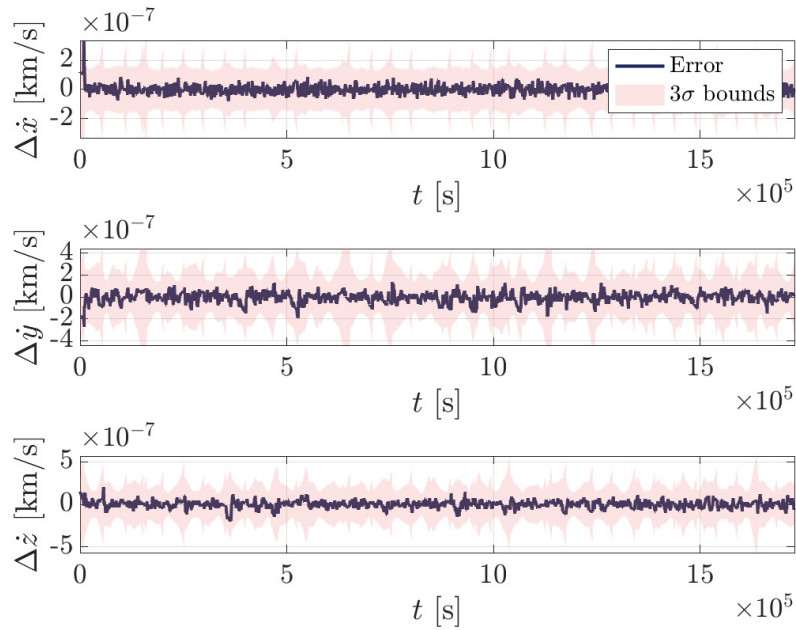 ×10⁻⁷
Δẋ [km/s]
2
0
-2
Error
3σ bounds
0 5 10 15
t [s]
×10⁵
×10⁻⁷
Δẏ [km/s]
4
2
0
-2
-4
0 5 10 15
t [s]
×10⁵
×10⁻⁷
Δż [km/s]
5
0
-5
0 5 10 15
t [s]
×10⁵